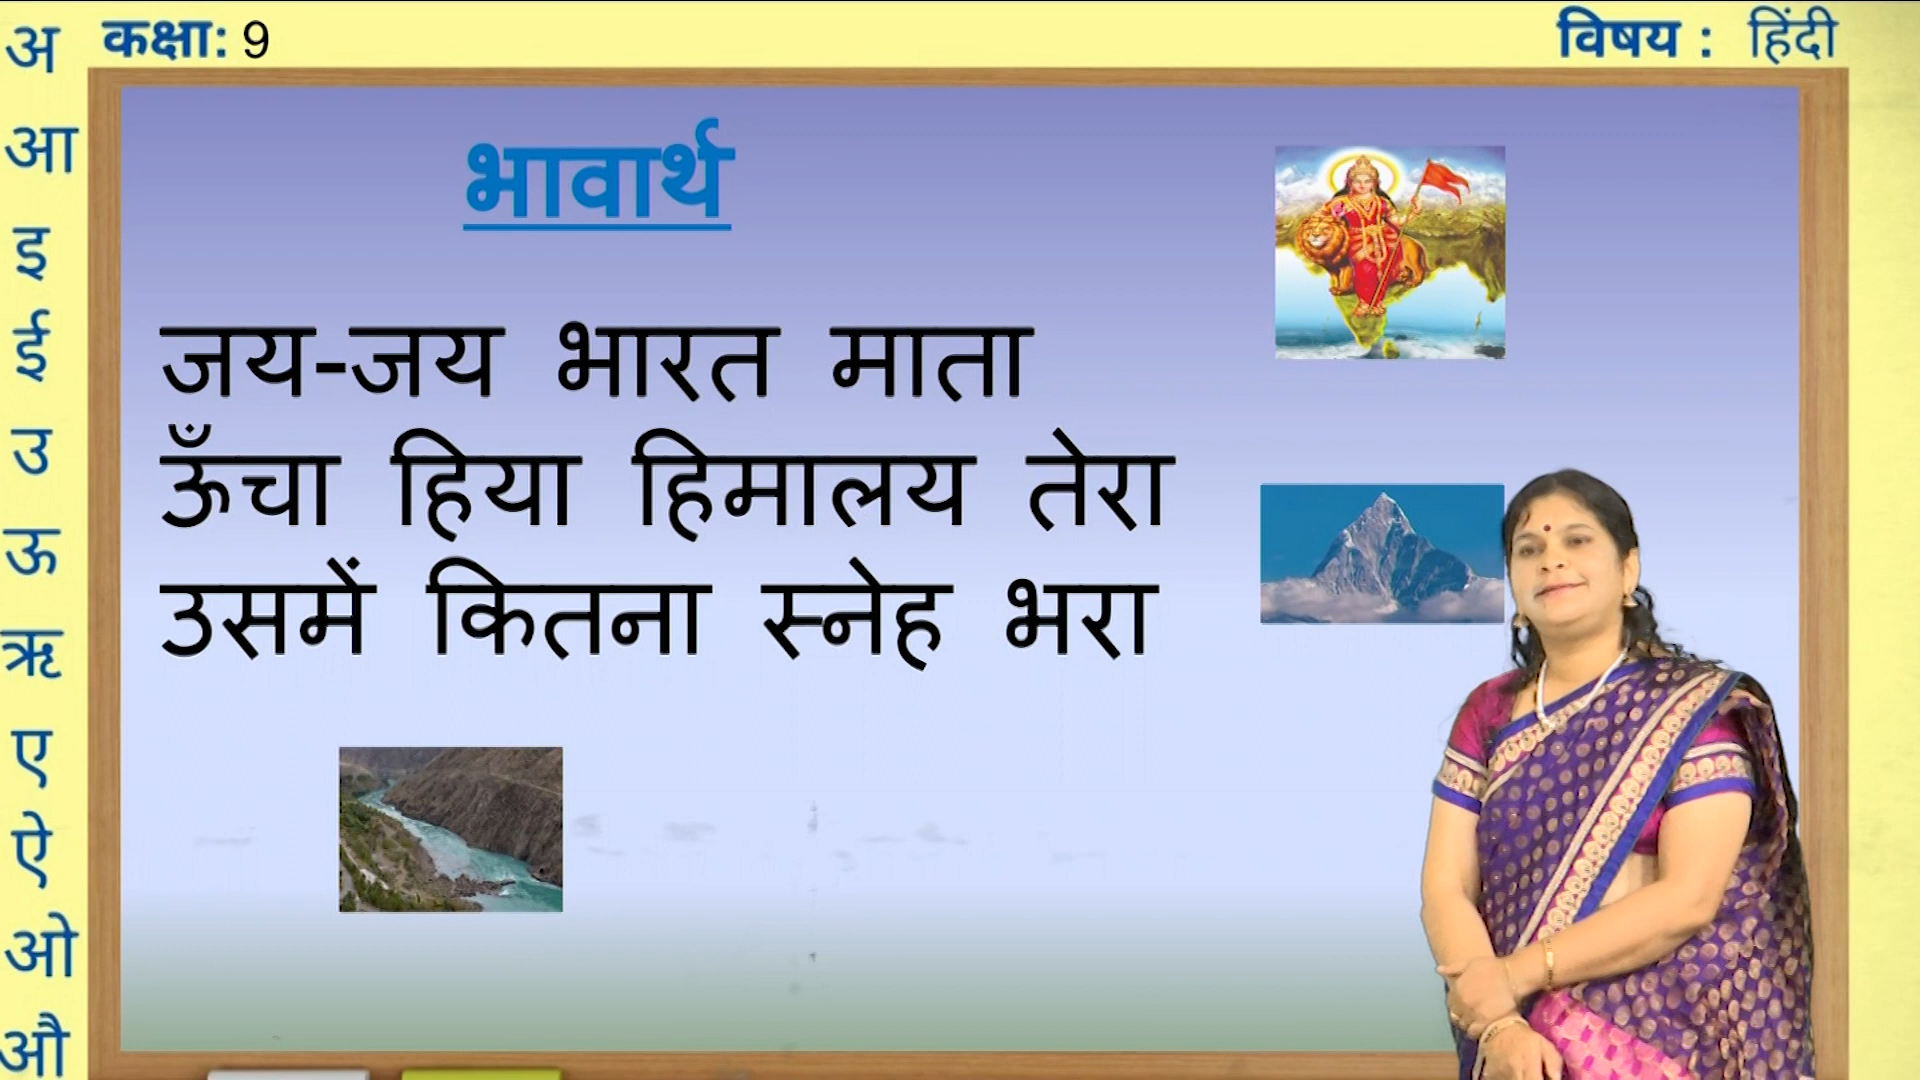 कक्षा: 9
विषय : हिंदी
अ
आ
इ
ई
उ
ऊ
ऋ
ए
ऐ
ओ
औ
भावार्थ
जय-जय भारत माता
ऊँचा हिया हिमालय तेरा
उसमें कितना स्नेह भरा